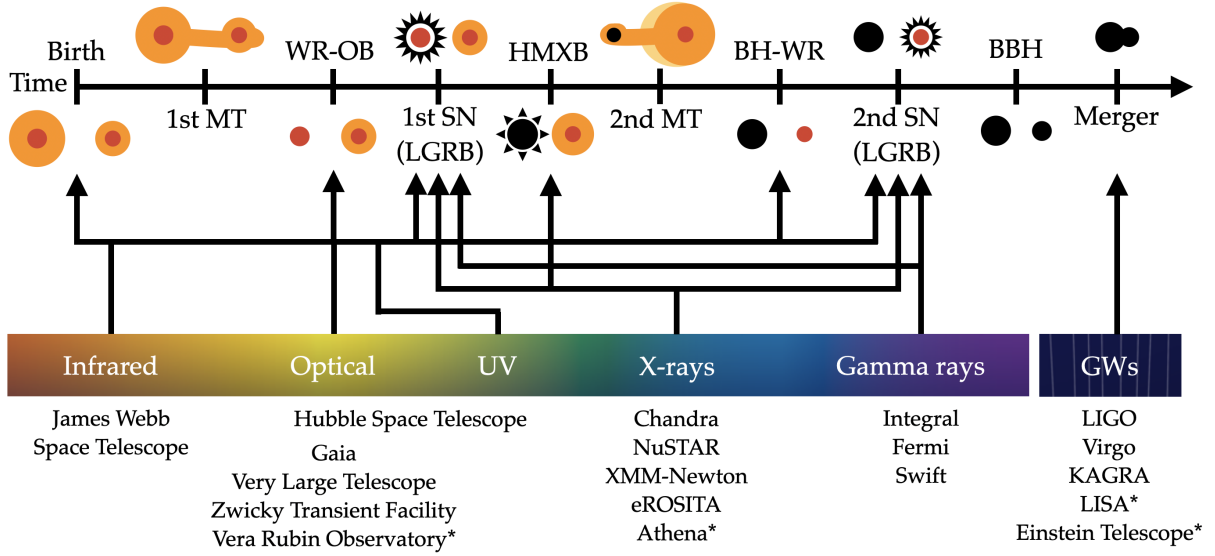 Birth
WR-OB
HMXB
BH-WR
BBH
Time
1st MT
1st SN
(LGRB)
2nd MT
2nd SN
(LGRB)
Merger
Infrared
Optical
UV
X-rays
Gamma rays
GWs
James Webb
Space Telescope
Hubble Space Telescope
Gaia
Very Large Telescope
Zwicky Transient Facility
Vera Rubin Observatory*
Chandra
NuSTAR
XMM-Newton
eROSITA
Athena*
Integral
Fermi
Swift
LIGO
Virgo
KAGRA
LISA*
Einstein Telescope*